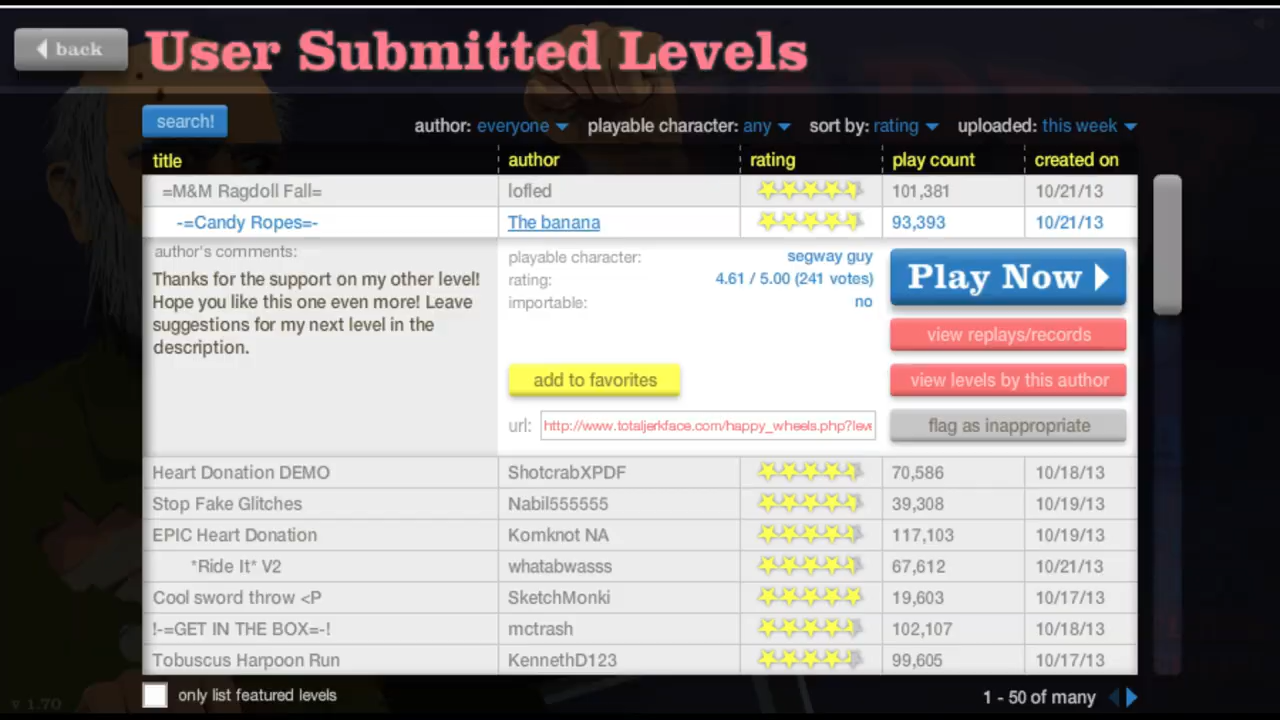 back
User Submitted Levels
search!
author: everyone playable character: any sort by: rating uploaded: this week
title author rating play count created on
=M&M Ragdoll Fall= lofled 101,381 10/21/13
-=Candy Ropes=- The banana 93,393 10/21/13
author's comments:
Thanks for the support on my other level!
Hope you like this one even more! Leave
suggestions for my next level in the
description.
playable character: segway guy
rating: 4.61 / 5.00 (241 votes)
importable: no
add to favorites
url: http://www.totaljerkface.com/happy_wheels.php?leve
Play Now
view replays/records
view levels by this author
flag as inappropriate
Heart Donation DEMO ShotcrabXPDF 70,586 10/18/13
Stop Fake Glitches Nabil555555 39,308 10/19/13
EPIC Heart Donation Komknot NA 117,103 10/19/13
*Ride It* V2 whatabwasss 67,612 10/21/13
Cool sword throw <P SketchMonki 19,603 10/17/13
!-=GET IN THE BOX=-! mctrash 102,107 10/18/13
Tobuscus Harpoon Run KennethD123 99,605 10/17/13
only list featured levels
1 - 50 of many
v 1.70